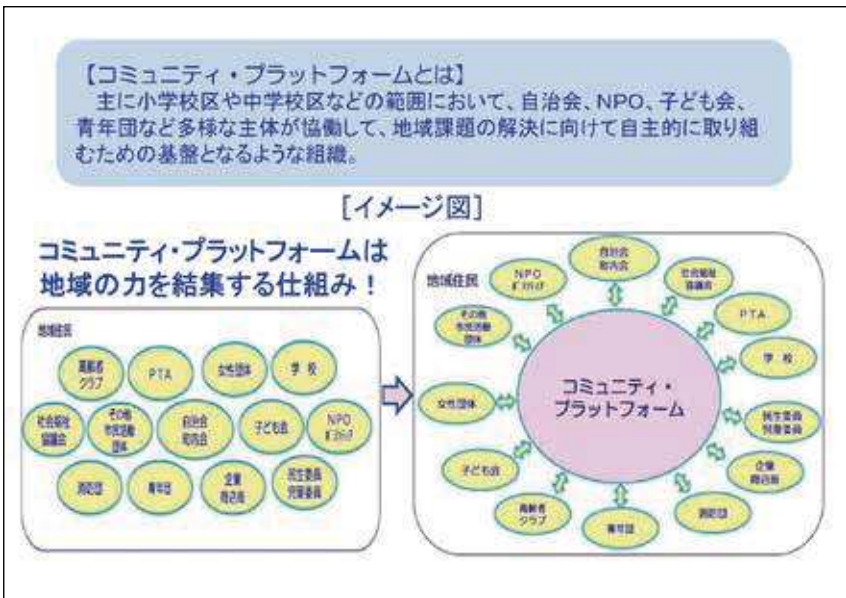 【コミュニティ・プラットフォームとは】
主に小学校区や中学校区などの範囲において、自治会、NPO、子ども会、
青年団など多様な主体が協働して、地域課題の解決に向けて自主的に取り組
むための基盤となるような組織。
[イメージ図]
コミュニティ・プラットフォームは
地域の力を結集する仕組み！
地域住民
高齢者
クラブ
PTA
女性団体
学校
社会福祉
協議会
その他
市民活動
団体
自治会
町内会
子ども会
NPO
消防団
青年団
企業
商店街
民生委員
児童委員
地域住民
自治会
町内会
NPO
社会福祉
協議会
その他
市民活動
団体
PTA
学校
女性団体
コミュニティ・
プラットフォーム
民生委員
児童委員
子ども会
企業
商店街
高齢者
クラブ
青年団
消防団